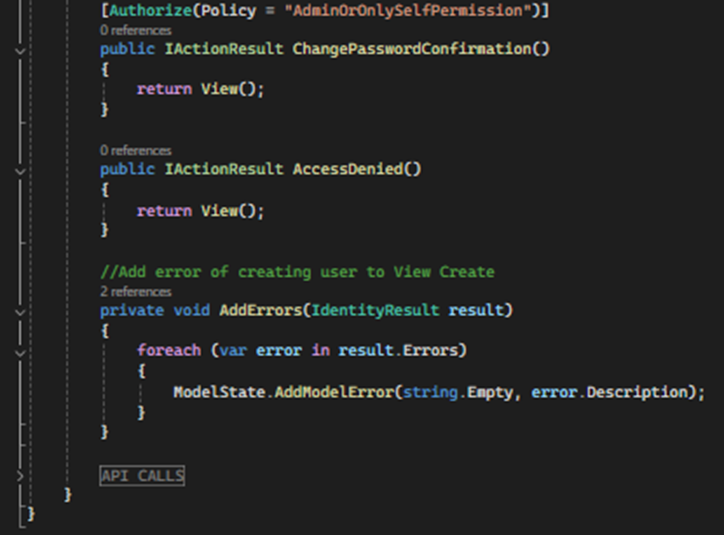 [Authorize(Policy = "AdminOrOnlySelfPermission")]
0 references
public IActionResult ChangePasswordConfirmation()
{
return View();
}
0 references
public IActionResult AccessDenied()
{
return View();
}
//Add error of creating user to View Create
2 references
private void AddErrors(IdentityResult result)
{
foreach (var error in result.Errors)
{
ModelState.AddModelError(string.Empty, error.Description);
}
}
API CALLS
}
}